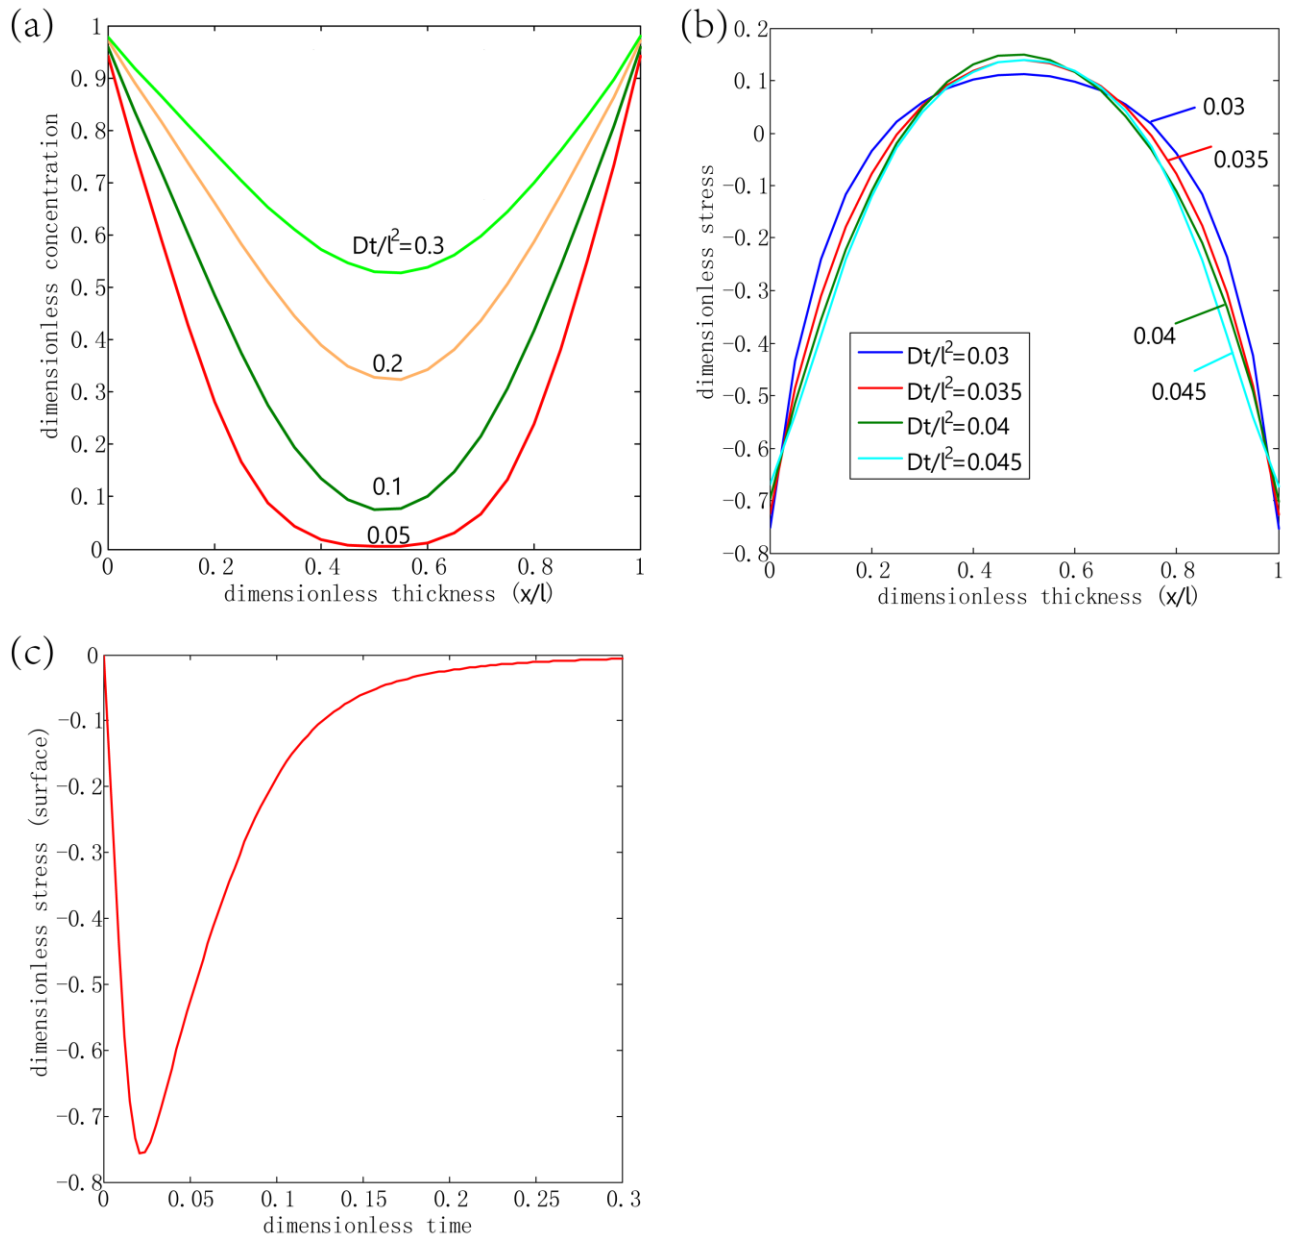 (a)
1
0.9
0.8
0.7
0.6
0.5
0.4
0.3
0.2
0.1
0
dimensionless concentration
Dt/l²=0.3
0.2
0.1
0.05
0 0.2 0.4 0.6 0.8 1
dimensionless thickness (x/l)
(b)
0.2
0.1
0
-0.1
-0.2
-0.3
-0.4
-0.5
-0.6
-0.7
-0.8
dimensionless stress
0.03
0.035
0.04
0.045
Dt/l²=0.03
Dt/l²=0.035
Dt/l²=0.04
Dt/l²=0.045
0 0.2 0.4 0.6 0.8 1
dimensionless thickness (x/l)
(c)
0
-0.1
-0.2
-0.3
-0.4
-0.5
-0.6
-0.7
-0.8
dimensionless stress (surface)
0 0.05 0.1 0.15 0.2 0.25 0.3
dimensionless time